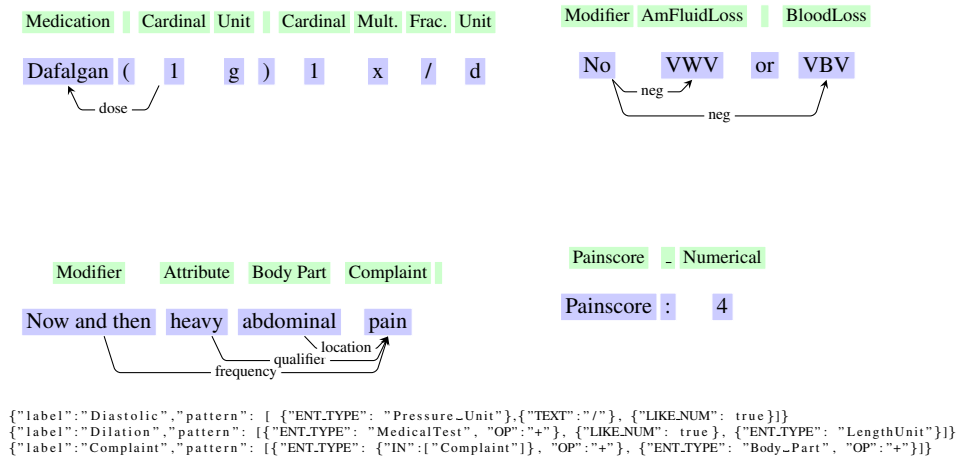 Medication Cardinal Unit Cardinal Mult. Frac. Unit
Dafalgan ( 1 g ) 1 x / d
dose
Modifier AmFluidLoss BloodLoss
No VWV or VBV
neg
neg
Modifier Attribute Body Part Complaint
Now and then heavy abdominal pain
location
qualifier
frequency
Painscore _ Numerical
Painscore : 4
{"label":"Diastolic","pattern": [ {"ENT_TYPE": "Pressure_Unit"},{"TEXT":"/"}, {"LIKE_NUM": true}]}
{"label":"Dilation","pattern": [{"ENT_TYPE": "MedicalTest", "OP":"+"}, {"LIKE_NUM": true}, {"ENT_TYPE": "LengthUnit"}]}
{"label":"Complaint","pattern": [{"ENT_TYPE": {"IN":["Complaint"]}, "OP":"+"}, {"ENT_TYPE": "Body_Part", "OP":"+"}]}